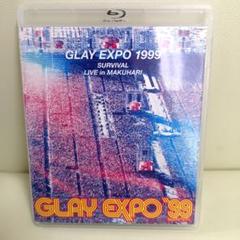 GLAY EXPO 1999
SURVIVAL
LIVE in MAKUHARI
GLAY EXPO '99